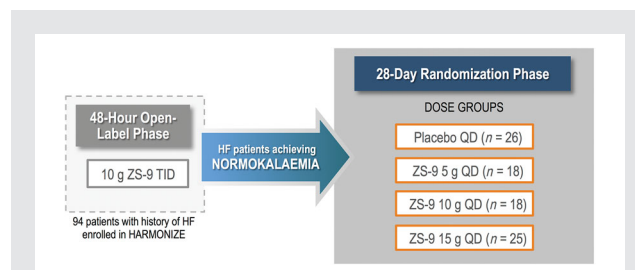 48-Hour Open-
Label Phase
10 g ZS-9 TID
94 patients with history of HF
enrolled in HARMONIZE
HF patients achieving
NORMOKALAEMIA
28-Day Randomization Phase
DOSE GROUPS
Placebo QD (n = 26)
ZS-9 5 g QD (n = 18)
ZS-9 10 g QD (n = 18)
ZS-9 15 g QD (n = 25)